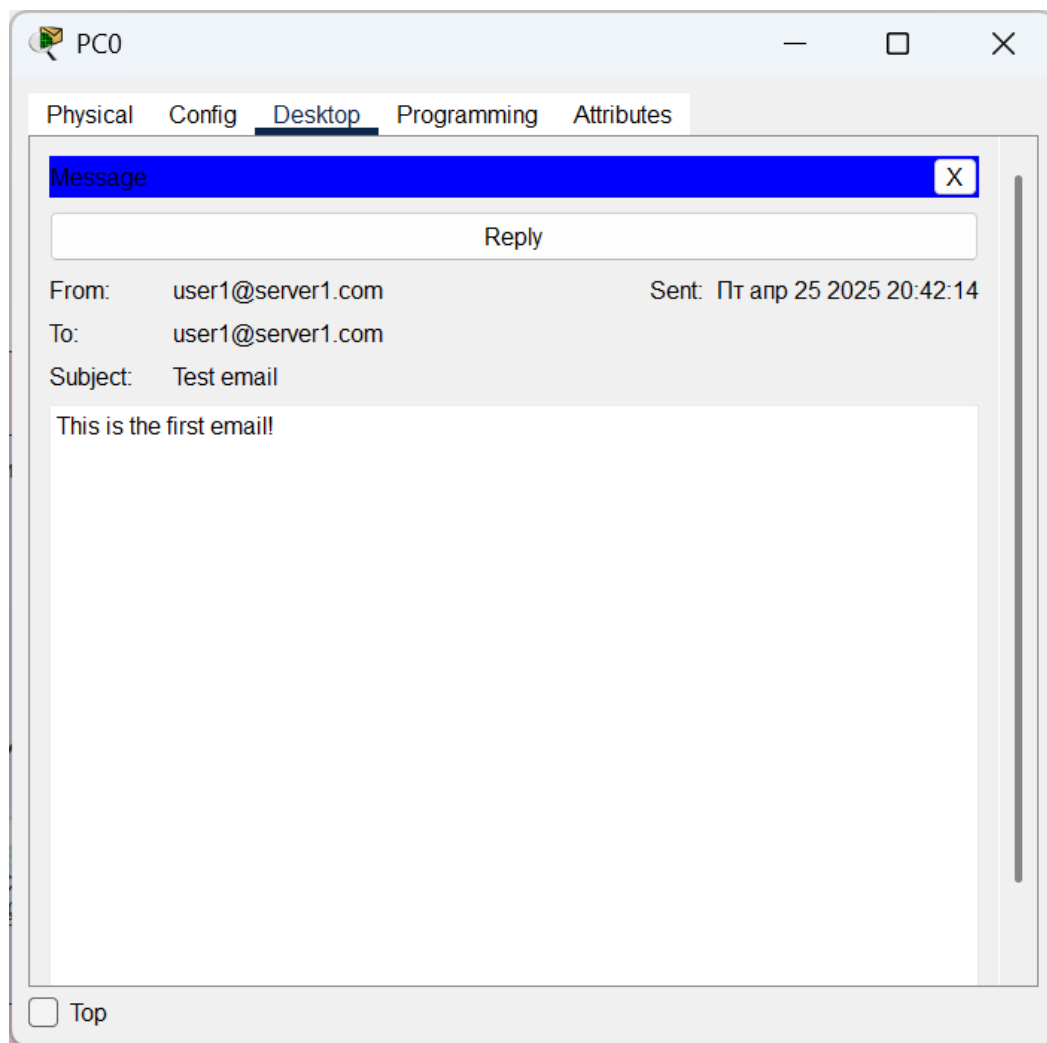 PC0
Physical Config Desktop Programming Attributes
Message X
Reply
From: user1@server1.com Sent: Пт апр 25 2025 20:42:14
To: user1@server1.com
Subject: Test email
This is the first email!
Top